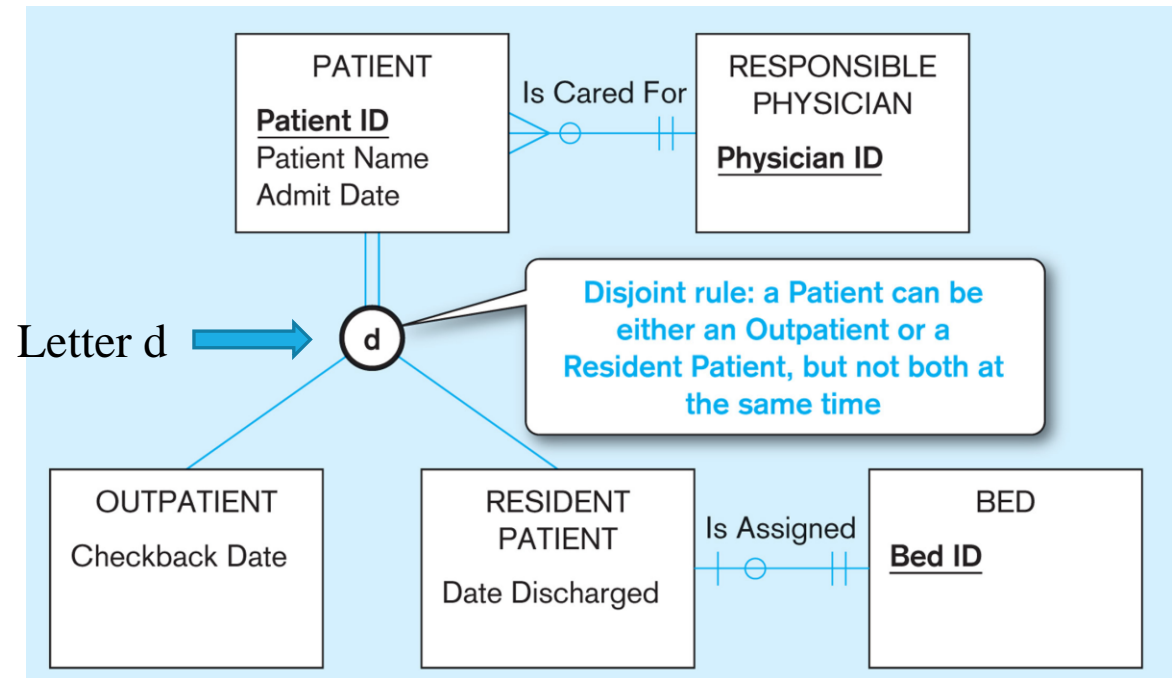 PATIENT
Patient ID
Patient Name
Admit Date
Is Cared For
RESPONSIBLE
PHYSICIAN
Physician ID
Letter d
d
Disjoint rule: a Patient can be
either an Outpatient or a
Resident Patient, but not both at
the same time
OUTPATIENT
Checkback Date
RESIDENT
PATIENT
Date Discharged
Is Assigned
BED
Bed ID